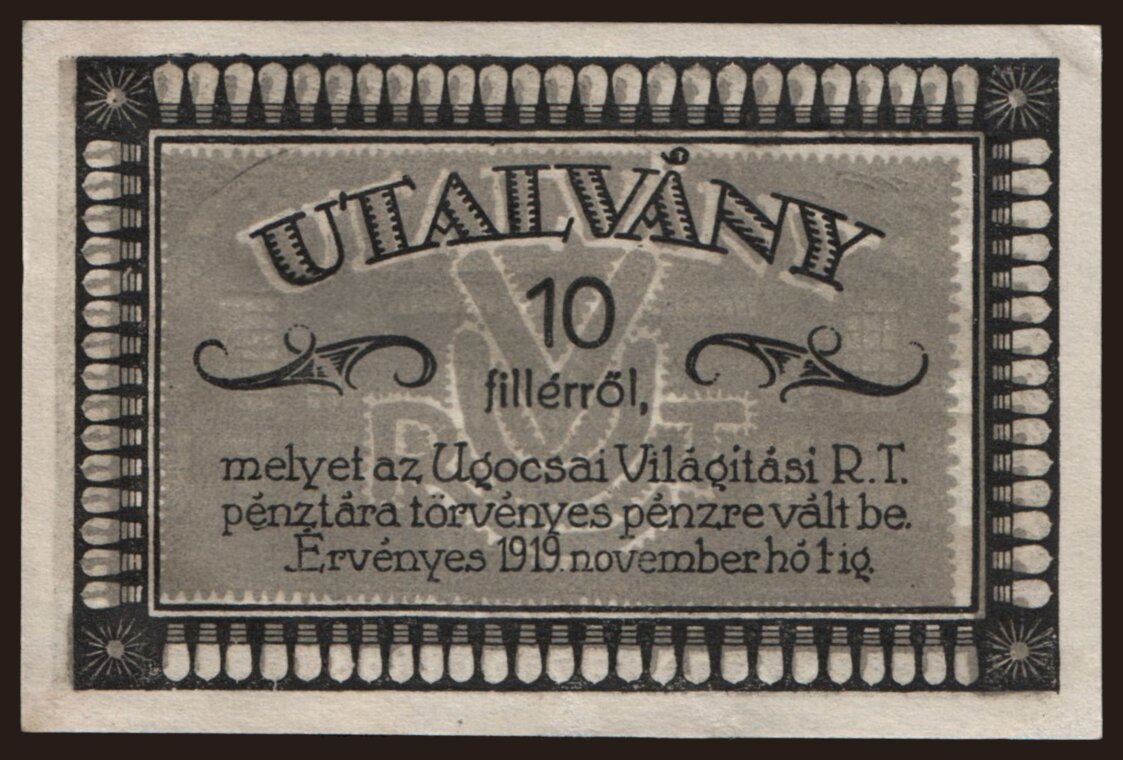 UTALVÁNY
10
fillérről,
melyet az Ugocsai Világitási R.T.
pénztára törvényes pénzre vált be.
Érvényes 1919. november hó 1 ig.
U V
R T